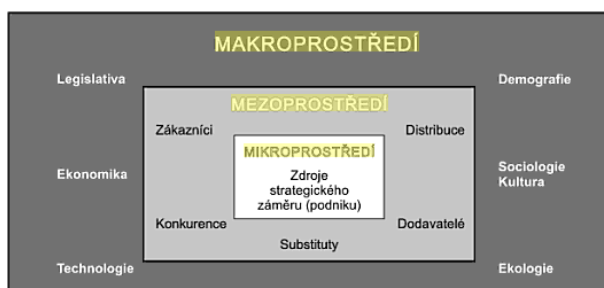 MAKROPROSTŘEDÍ
Legislativa
Demografie
MEZOPROSTŘEDÍ
Zákazníci
Distribuce
MIKROPROSTŘEDÍ
Ekonomika
Zdroje
strategického
záměru (podniku)
Sociologie
Kultura
Konkurence
Dodavatelé
Substituty
Technologie
Ekologie